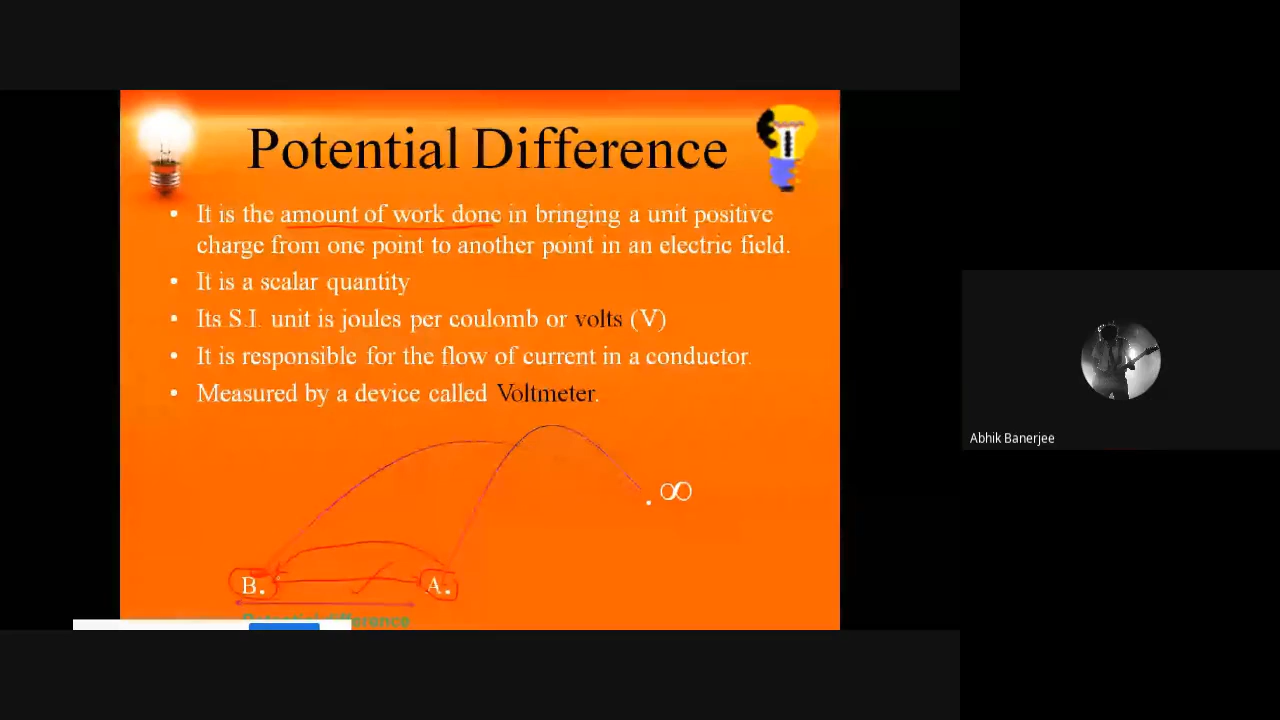 Potential Difference
• It is the amount of work done in bringing a unit positive
charge from one point to another point in an electric field.
• It is a scalar quantity
• Its S.I. unit is joules per coulomb or volts (V)
• It is responsible for the flow of current in a conductor.
• Measured by a device called Voltmeter.
. ∞
B. A.
Potential difference
Abhik Banerjee